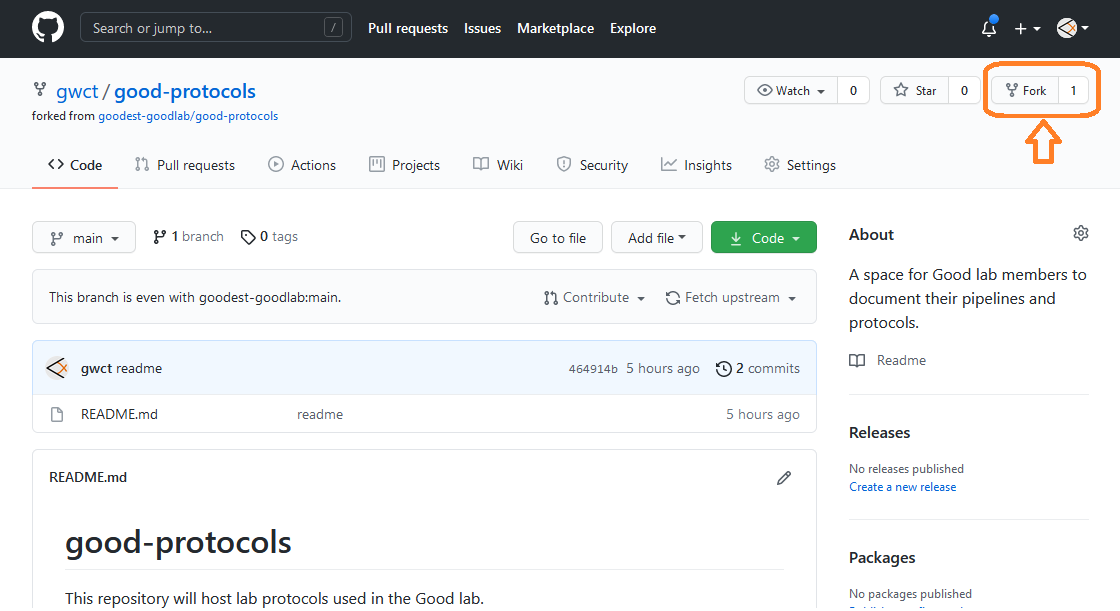 Search or jump to... / Pull requests Issues Marketplace Explore
gwct / good-protocols Watch 0 Star 0 Fork 1
forked from goodest-goodlab/good-protocols
Code Pull requests Actions Projects Wiki Security Insights Settings
main 1 branch 0 tags Go to file Add file Code
About
A space for Good lab members to
document their pipelines and
protocols.
Readme
This branch is even with goodest-goodlab:main. Contribute Fetch upstream
gwct readme 464914b 5 hours ago 2 commits
README.md readme 5 hours ago
Releases
No releases published
Create a new release
README.md
good-protocols
This repository will host lab protocols used in the Good lab.
Packages
No packages published